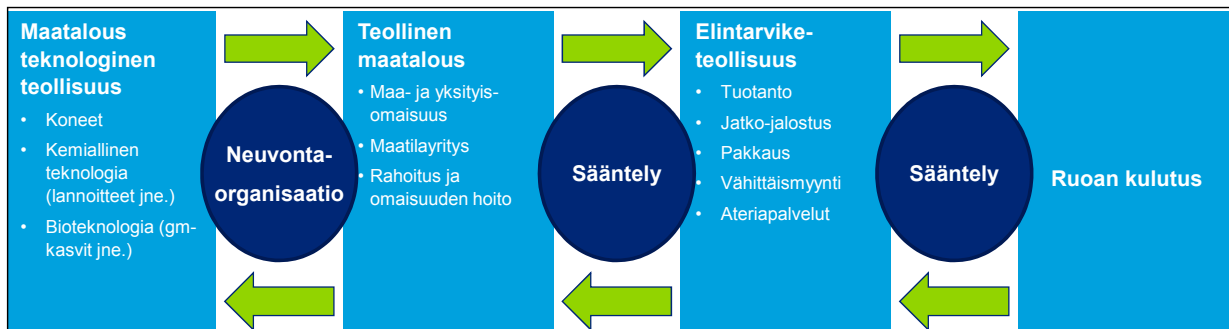 Maatalous
teknologinen
teollisuus
• Koneet
• Kemiallinen
teknologia
(lannoitteet jne.)
• Bioteknologia (gm-
kasvit jne.)
Neuvonta-
organisaatio
Teollinen
maatalous
• Maa- ja yksityis-
omaisuus
• Maatilayritys
• Rahoitus ja
omaisuuden hoito
Sääntely
Elintarvike-
teollisuus
• Tuotanto
• Jatko-jalostus
• Pakkaus
• Vähittäismyynti
• Ateriapalvelut
Sääntely
Ruoan kulutus